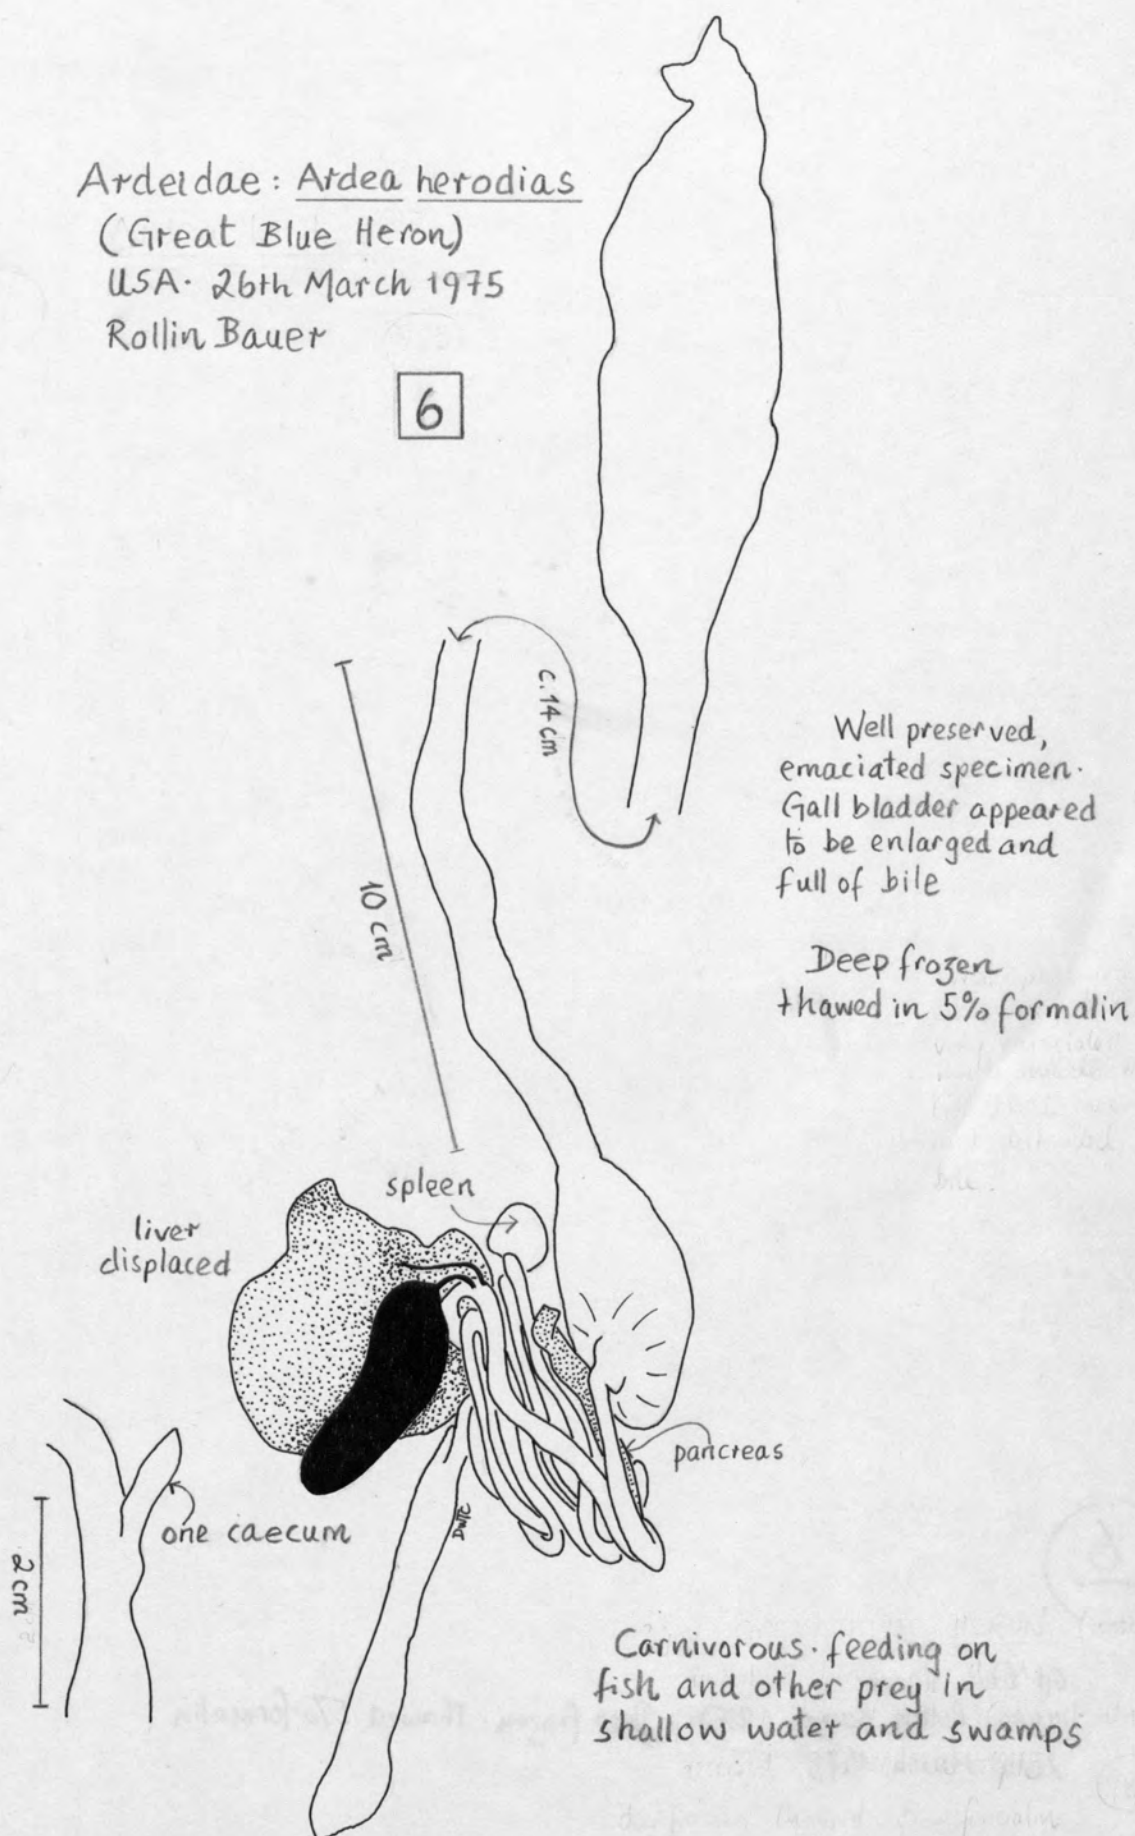 Ardeidae: Ardea herodias
(Great Blue Heron)
USA. 26th March 1975
Rollin Bauer
6
c.14 cm
10 cm
Well preserved,
emaciated specimen.
Gall bladder appeared
to be enlarged and
full of bile
Deep frozen
thawed in 5% formalin
spleen
liver
displaced
pancreas
one caecum
2 cm
Carnivorous. feeding on
fish and other prey in
shallow water and swamps